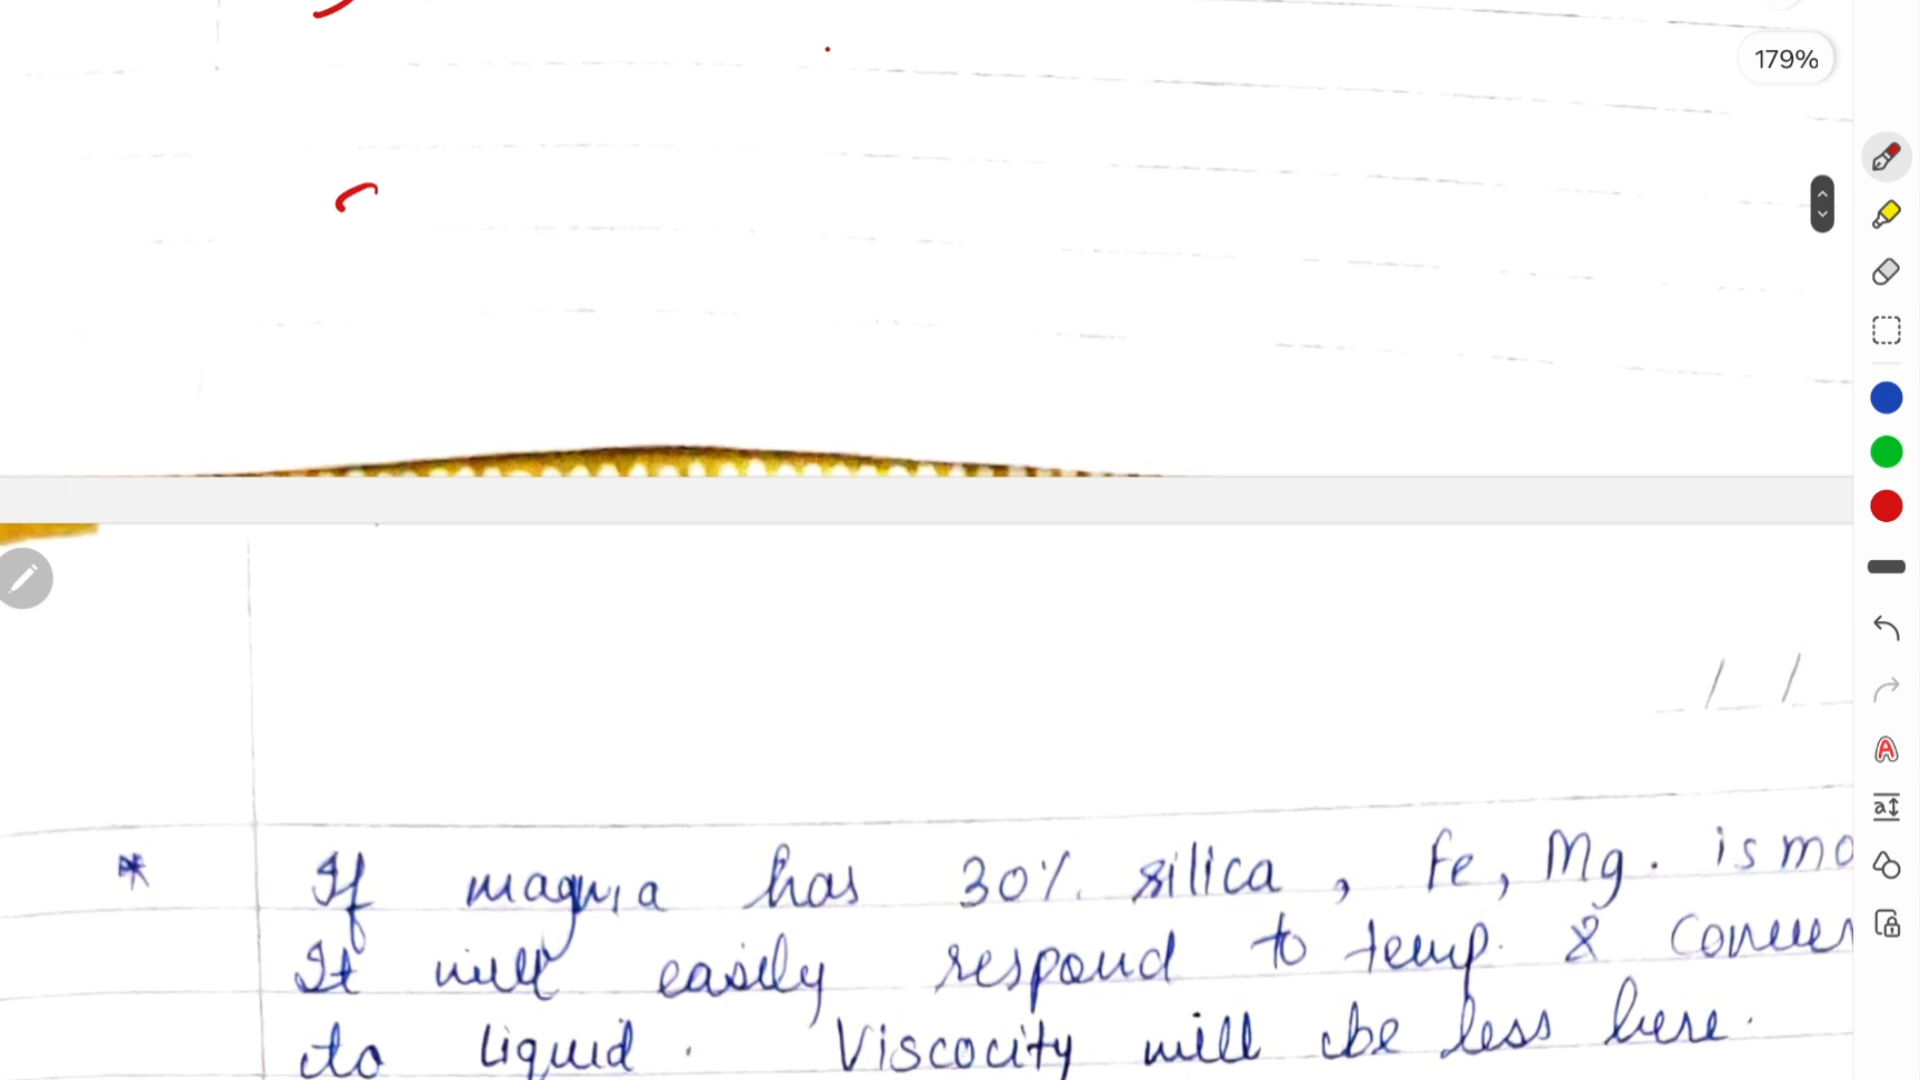 179%
* If magma has 30% silica, Fe, Mg. is mo
It will easily respond to temp. & conver
to liquid. Viscocity will be less here.